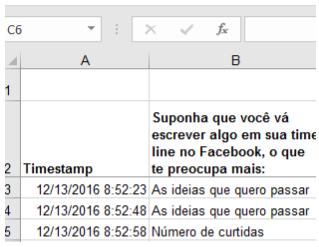 C6
fx
A B
1
Suponha que você vá
escrever algo em sua time
line no Facebook, o que
2 Timestamp te preocupa mais:
3 12/13/2016 8:52:23 As ideias que quero passar
4 12/13/2016 8:52:48 As ideias que quero passar
5 12/13/2016 8:52:58 Número de curtidas